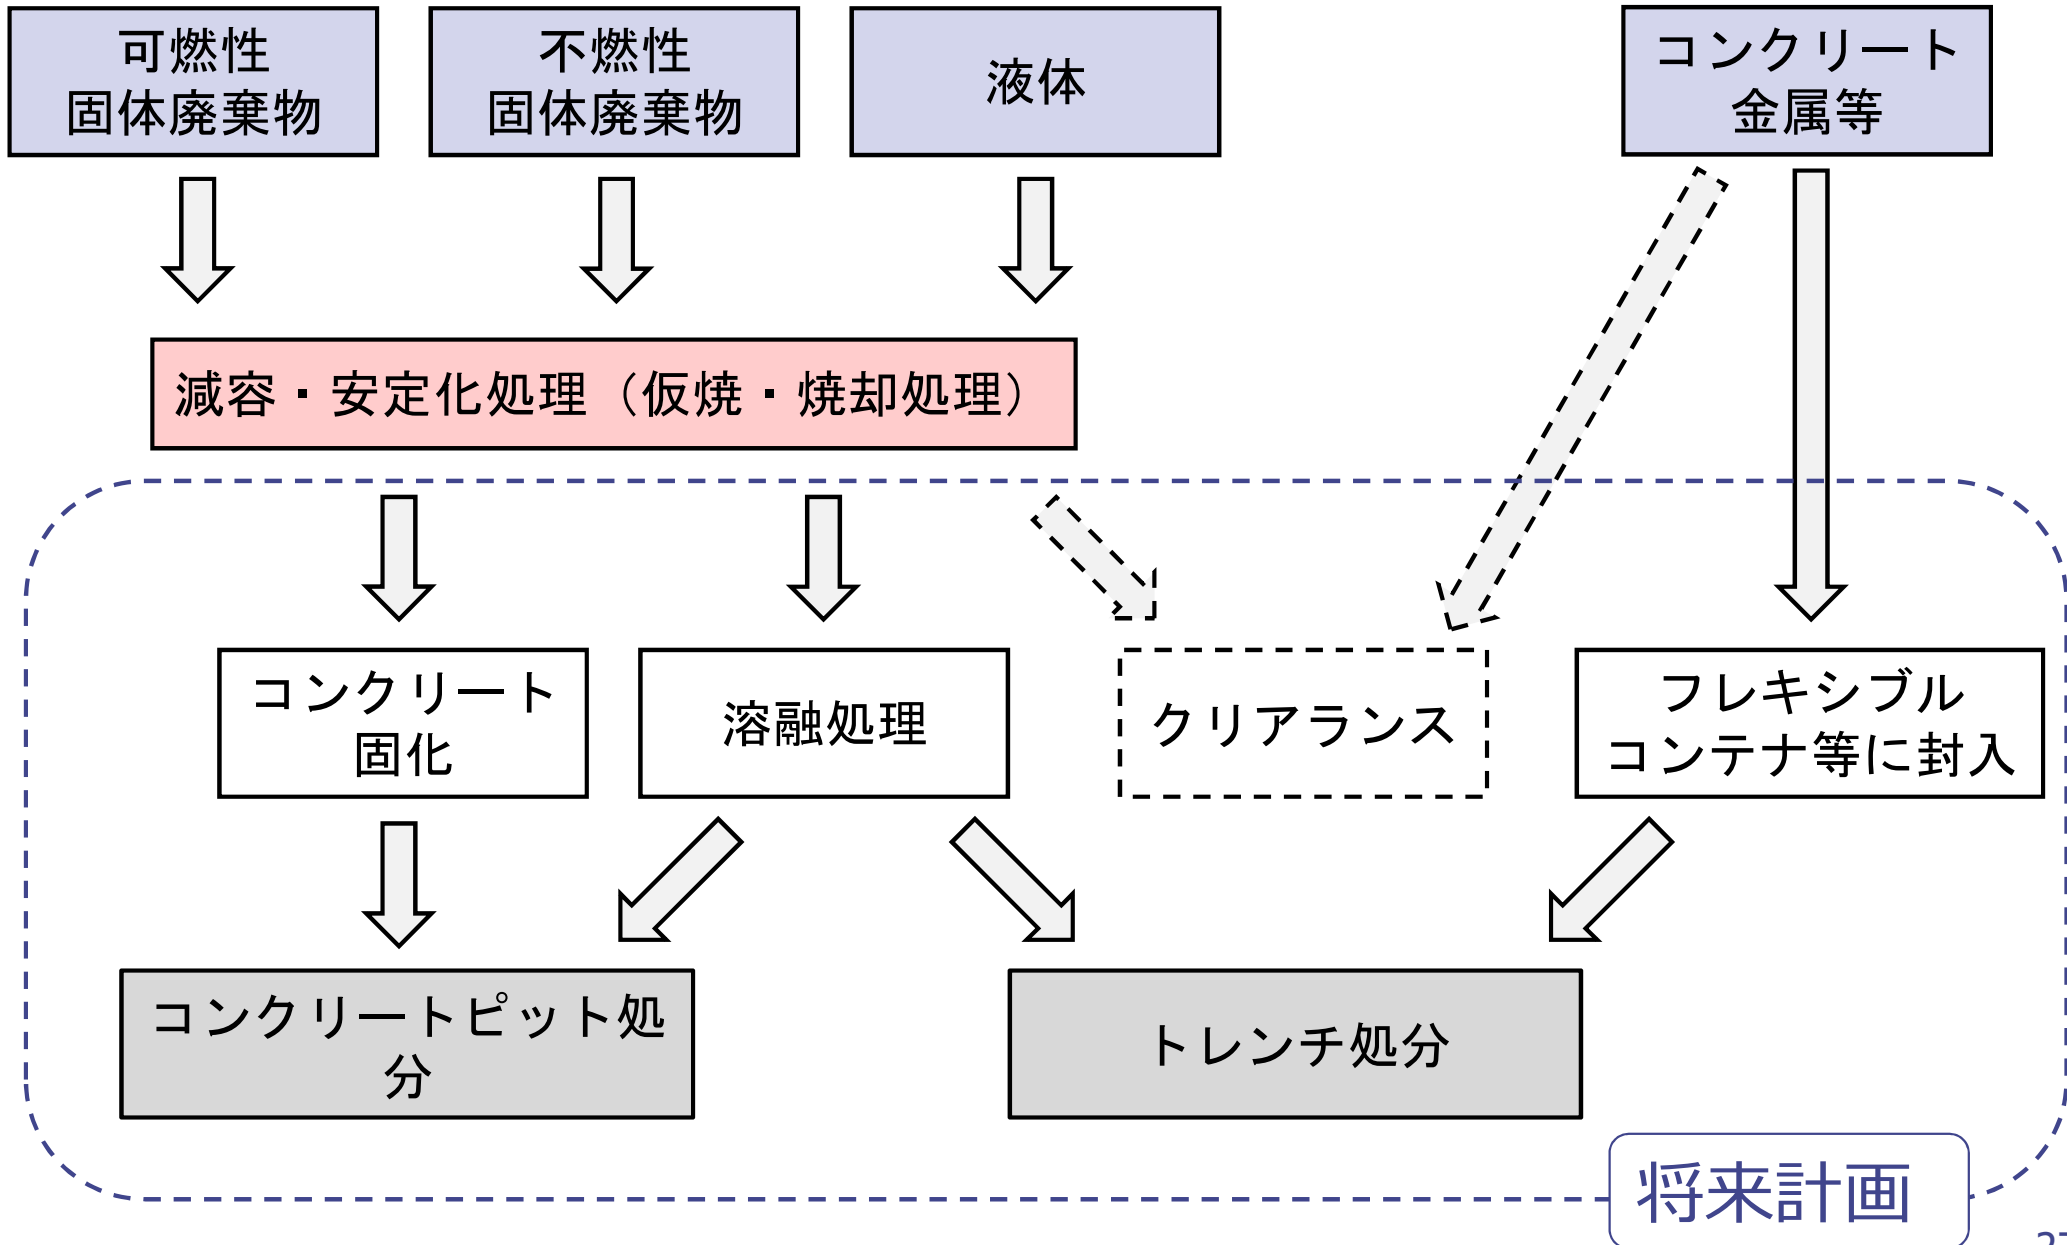 可燃性
固体廃棄物
不燃性
固体廃棄物
液体
コンクリート
金属等
減容・安定化処理（仮焼・焼却処理）
コンクリート
固化
溶融処理
クリアランス
フレキシブル
コンテナ等に封入
コンクリートピット処
分
トレンチ処分
将来計画